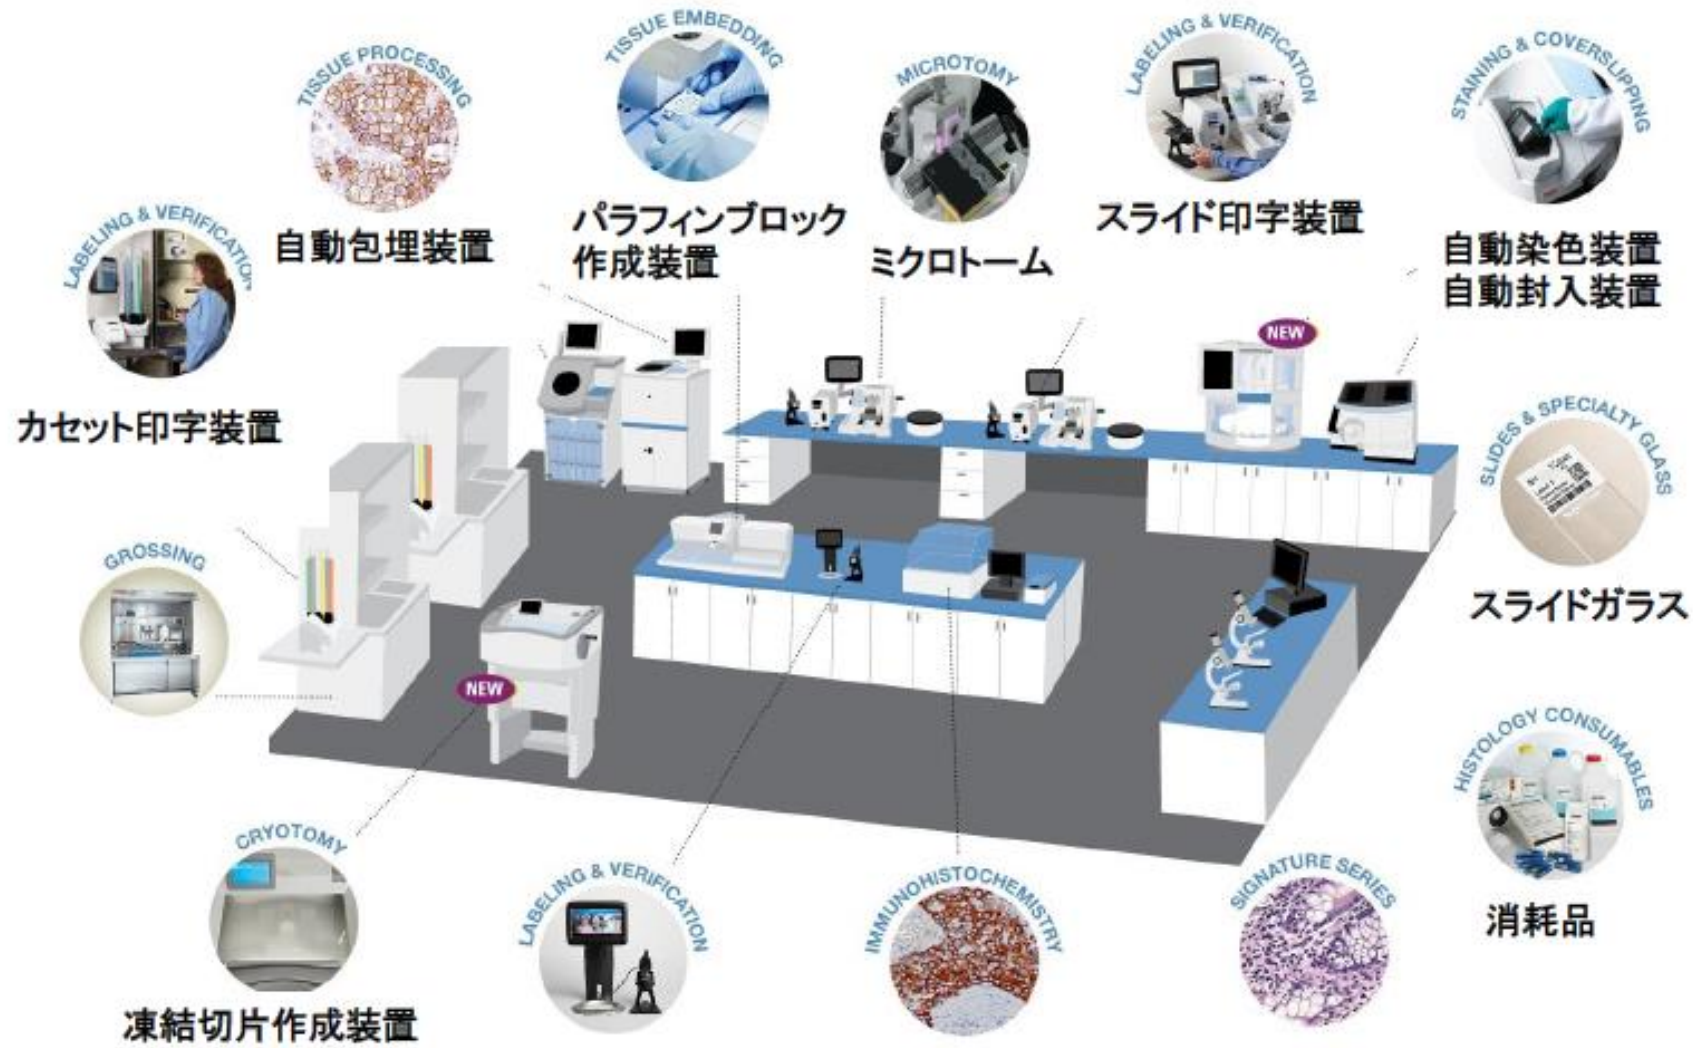 TISSUE PROCESSING
自動包埋装置
TISSUE EMBEDDING
パラフィンブロック
作成装置
MICROTOMY
ミクロトーム
LABELING & VERIFICATION
スライド印字装置
STAINING & COVERSLIPPING
自動染色装置
自動封入装置
LABELING & VERIFICATION
カセット印字装置
NEW
SLIDES & SPECIALTY GLASS
スライドガラス
GROSSING
NEW
HISTOLOGY CONSUMABLES
消耗品
CRYOTOMY
凍結切片作成装置
LABELING & VERIFICATION
IMMUNOHISTOCHEMISTRY
SIGNATURE SERIES